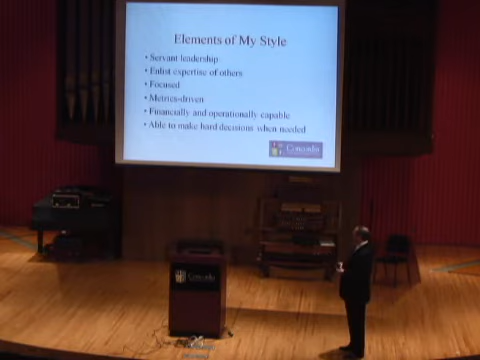 Elements of My Style
• Servant leadership
• Enlist expertise of others
• Focused
• Metrics-driven
• Financially and operationally capable
• Able to make hard decisions when needed
Concordia
Concordia